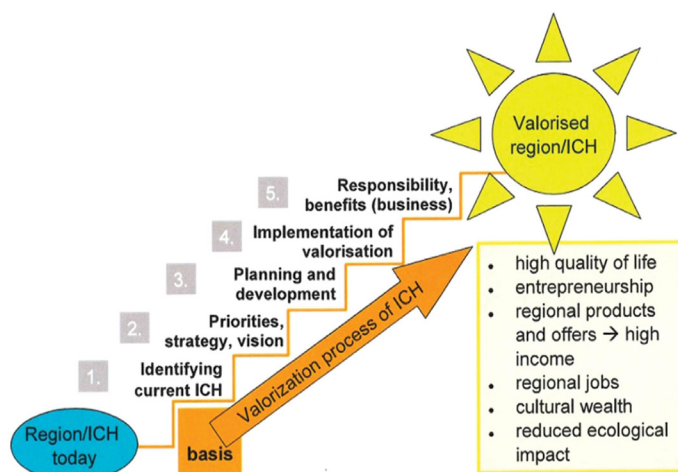 Valorised
region/ICH
5.
Responsibility,
benefits (business)
4.
Implementation of
valorisation
3.
Planning and
development
2.
Priorities,
strategy, vision
1.
Identifying
current ICH
Region/ICH
today
basis
Valorization process of ICH
• high quality of life
• entrepreneurship
• regional products
and offers → high
income
• regional jobs
• cultural wealth
• reduced ecological
impact